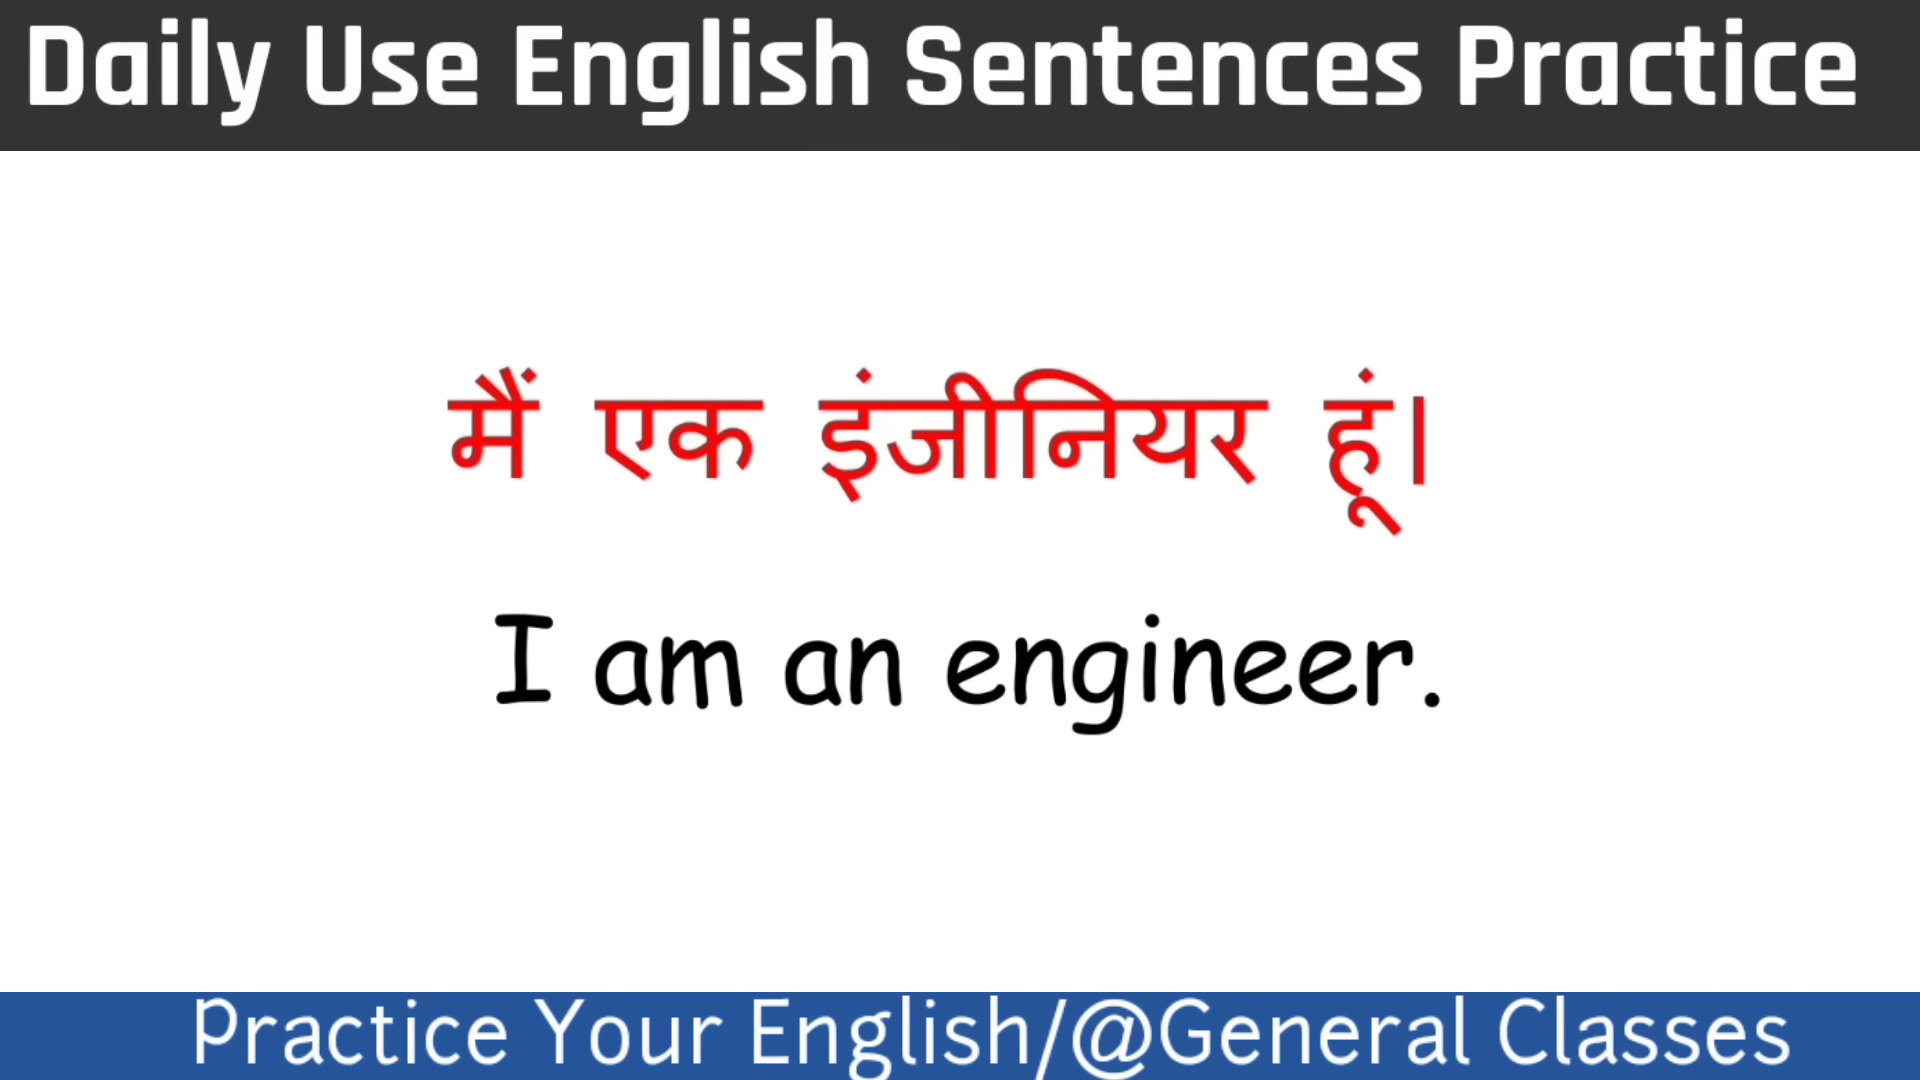 Daily Use English Sentences Practice
मैं एक इंजीनियर हूं।
I am an engineer.
Practice Your English/@General Classes